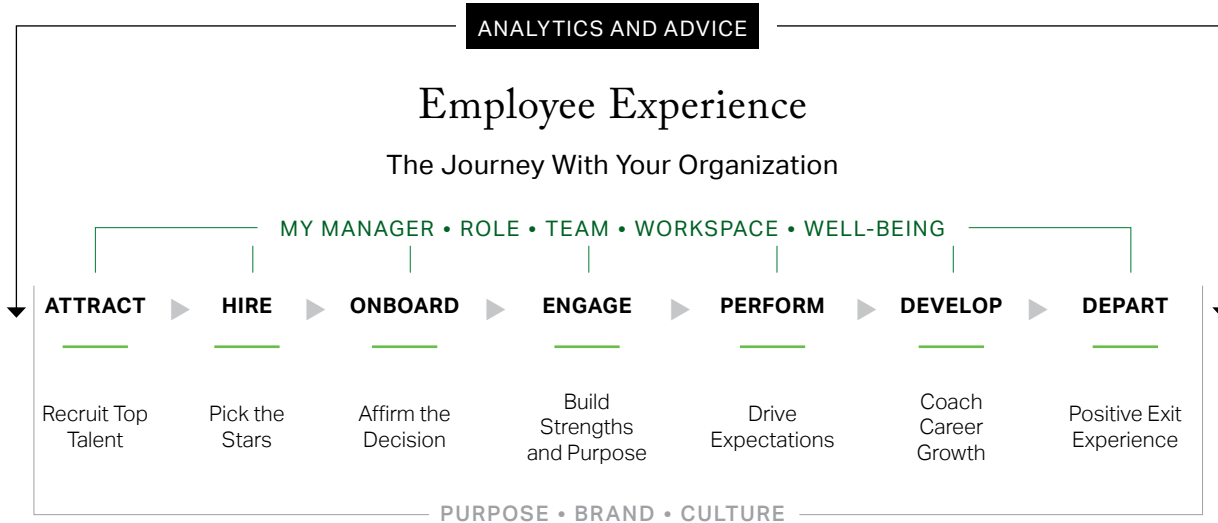 ANALYTICS AND ADVICE
Employee Experience
The Journey With Your Organization
MY MANAGER • ROLE • TEAM • WORKSPACE • WELL-BEING
ATTRACT
HIRE
ONBOARD
ENGAGE
PERFORM
DEVELOP
DEPART
Recruit Top
Talent
Pick the
Stars
Affirm the
Decision
Build
Strengths
and Purpose
Drive
Expectations
Coach
Career
Growth
Positive Exit
Experience
PURPOSE • BRAND • CULTURE